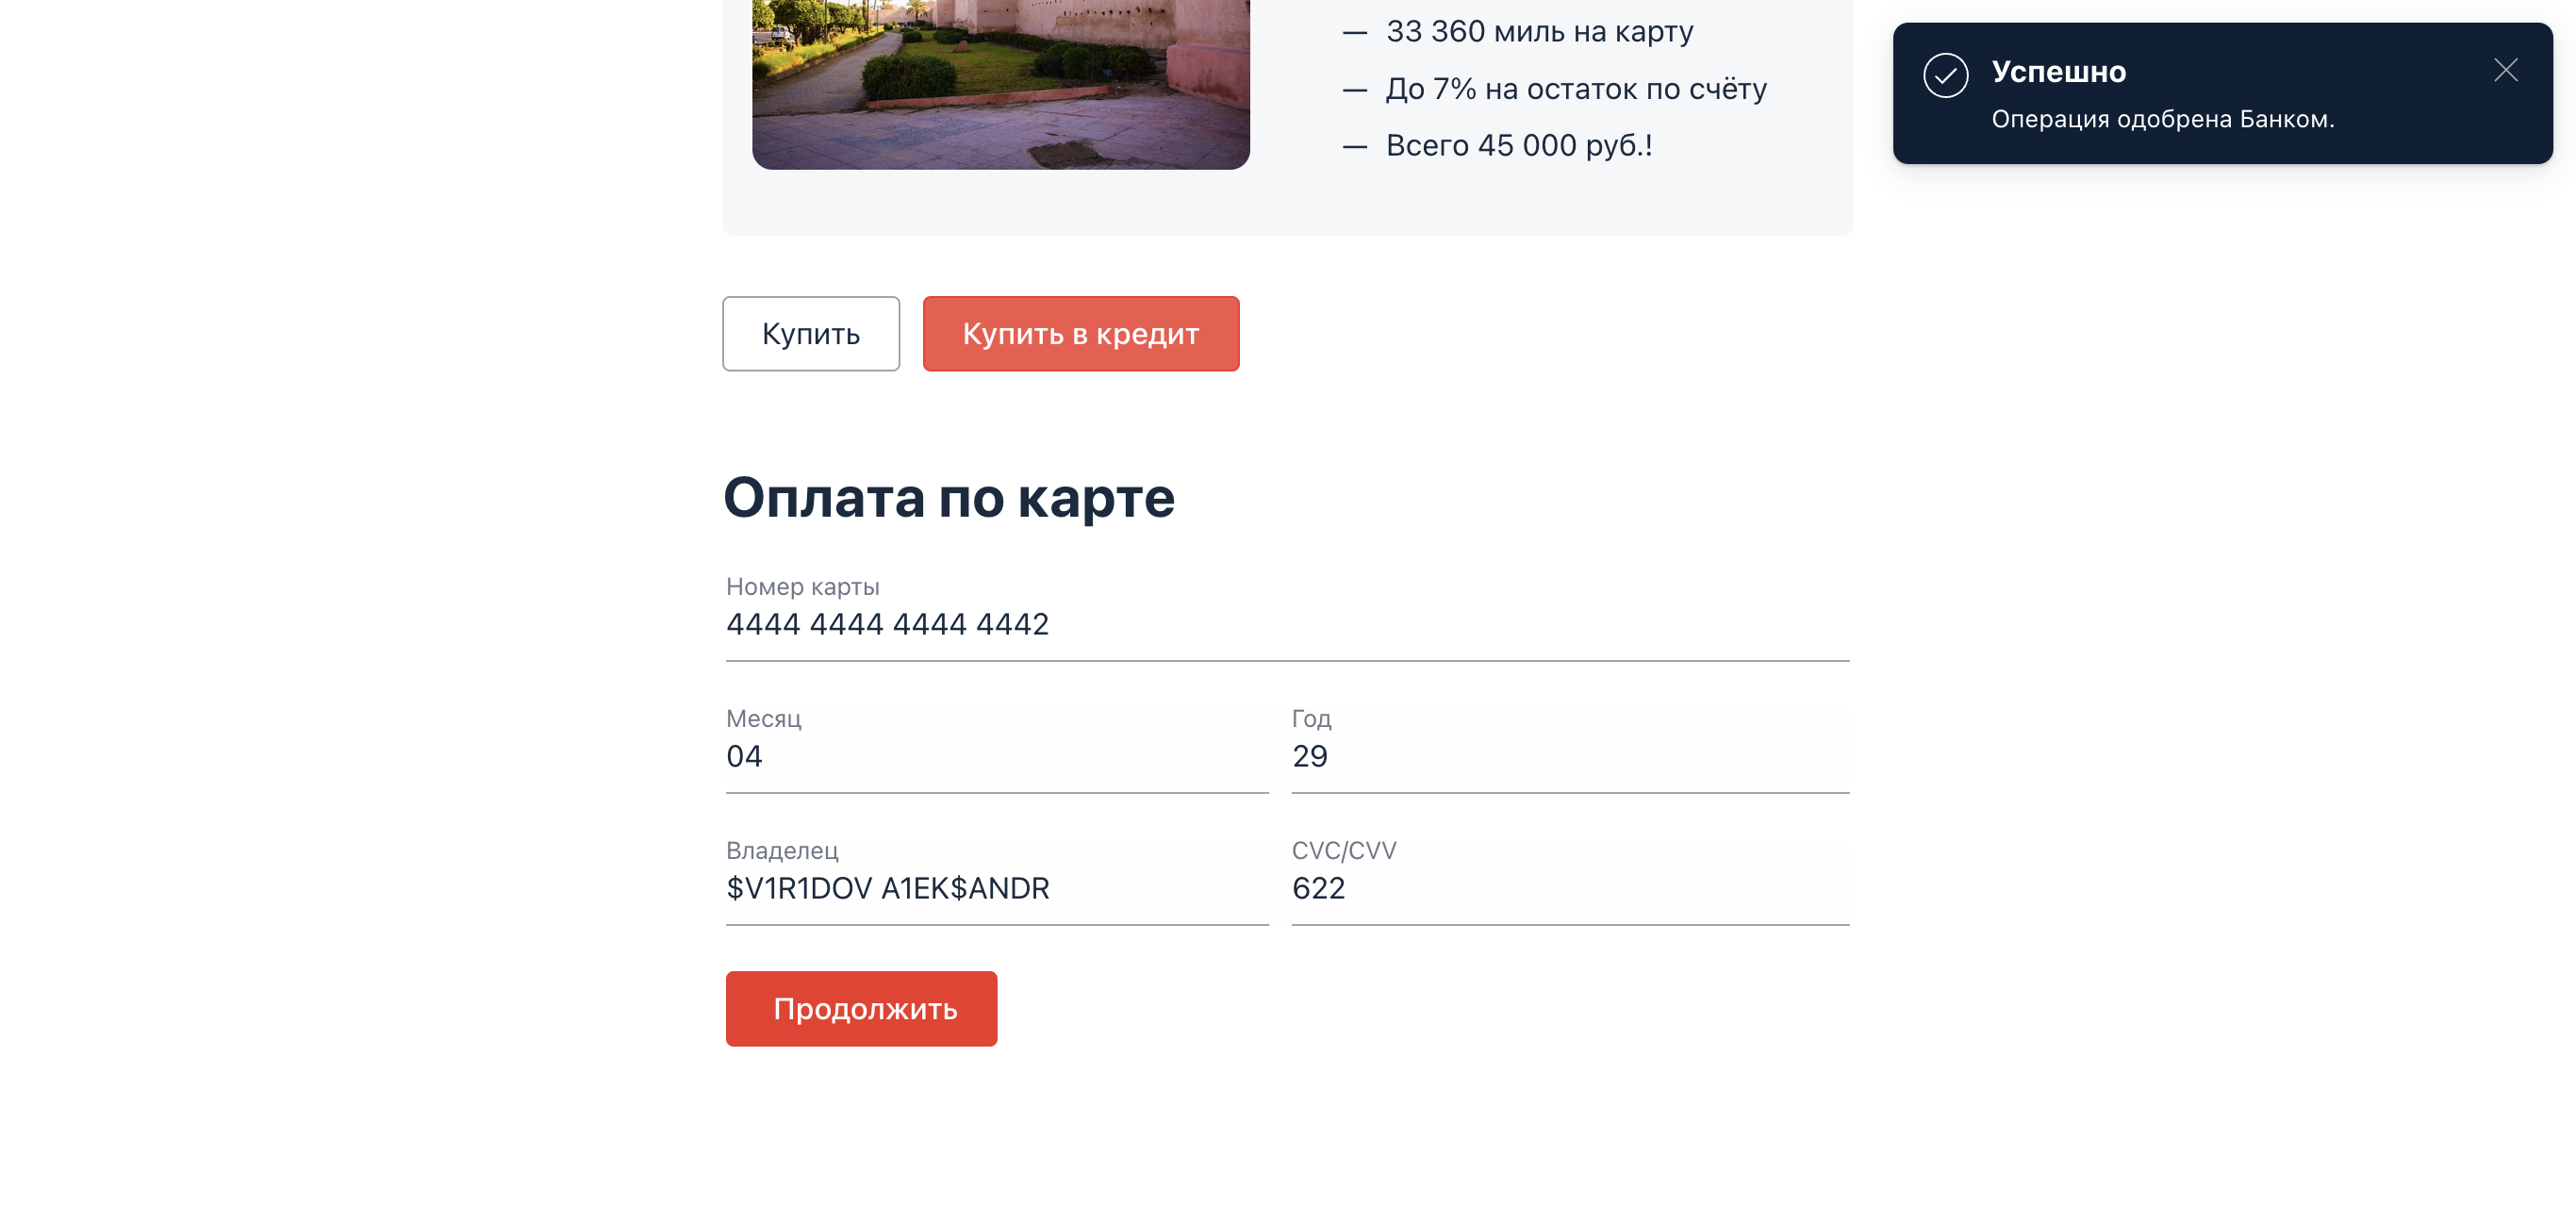 — 33 360 миль на карту
— До 7% на остаток по счёту
— Всего 45 000 руб.!
Успешно
Операция одобрена Банком.
Купить
Купить в кредит
Оплата по карте
Номер карты
4444 4444 4444 4442
Месяц
04
Год
29
Владелец
$V1R1DOV A1EK$ANDR
CVC/CVV
622
Продолжить